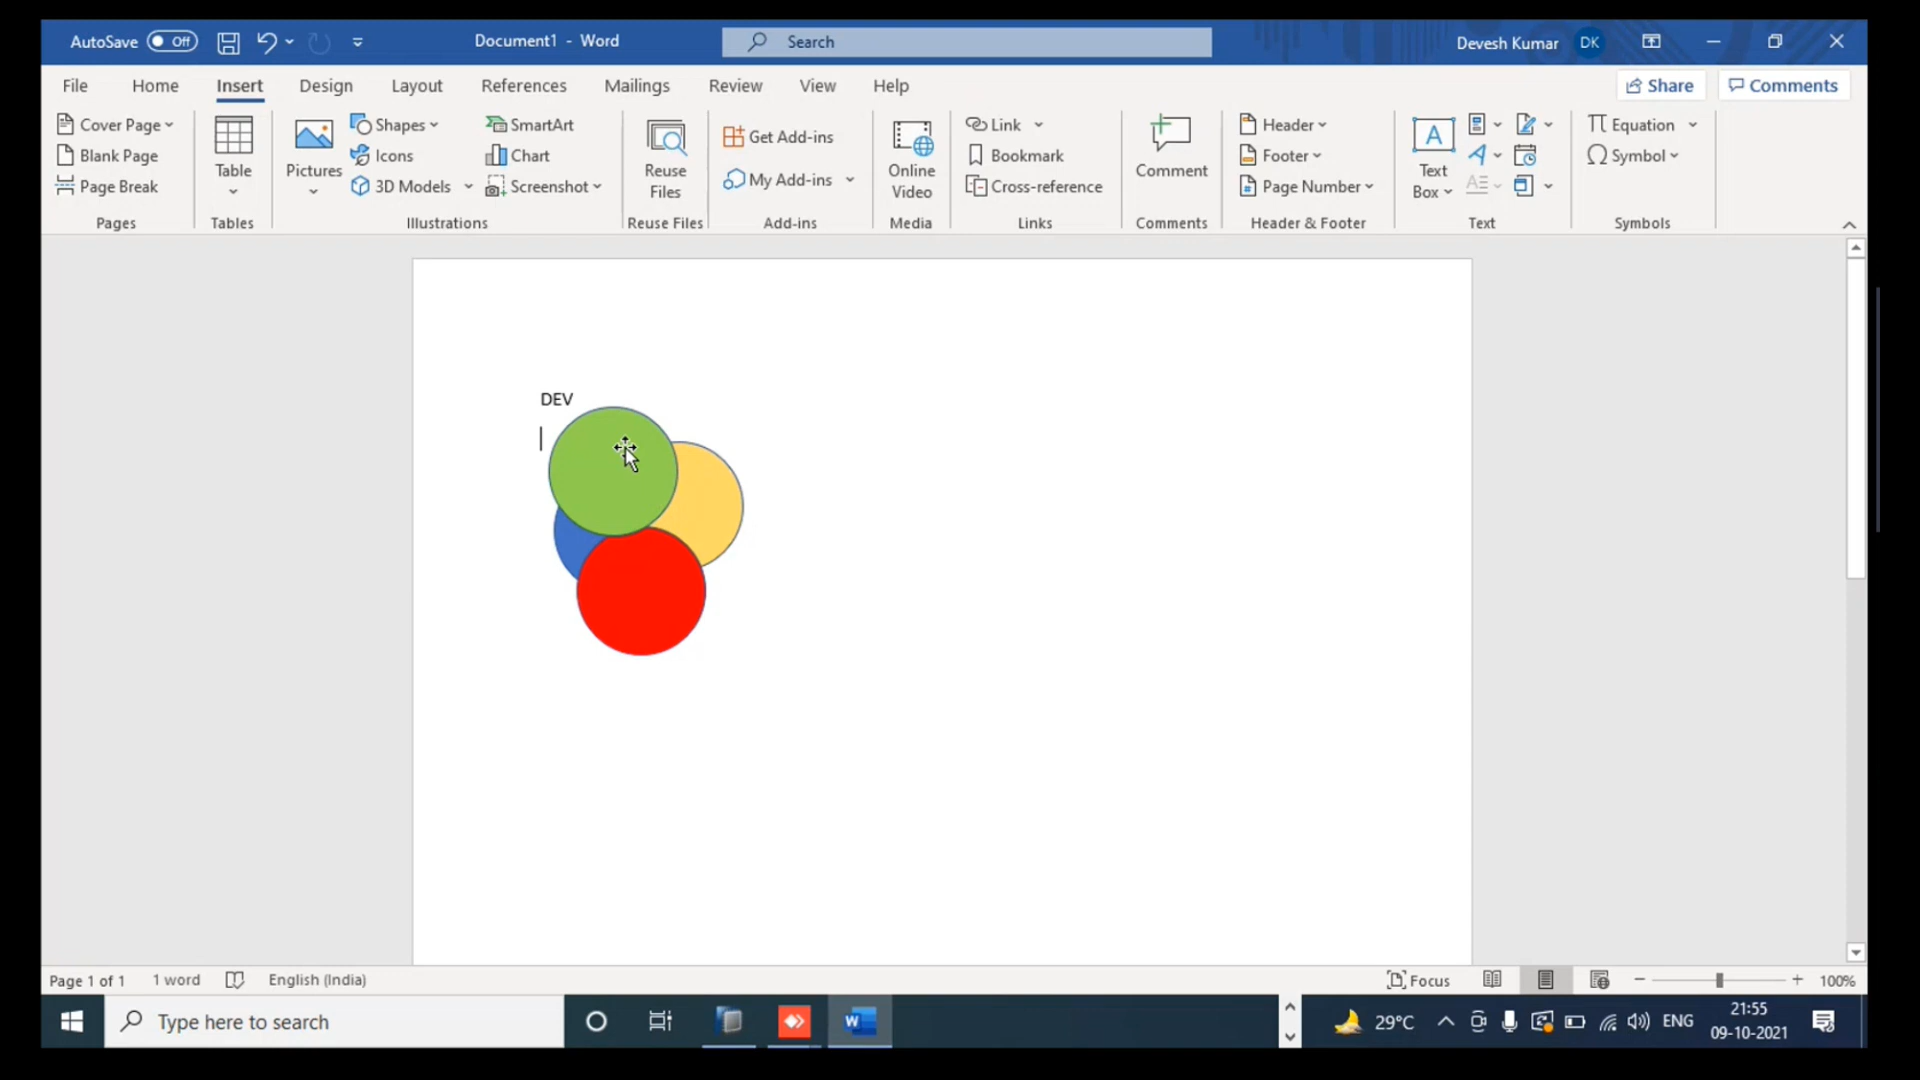 AutoSave Off Document1 - Word Search Devesh Kumar DK
File Home Insert Design Layout References Mailings Review View Help Share Comments
Cover Page
Blank Page
Page Break
Pages
Table
Tables
Pictures
Shapes
Icons
3D Models
SmartArt
Chart
Screenshot
Illustrations
Reuse
Files
Reuse Files
Get Add-ins
My Add-ins
Add-ins
Online
Video
Media
Link
Bookmark
Cross-reference
Links
Comment
Comments
Header
Footer
Page Number
Header & Footer
A
Text
Box
Text
Equation
Symbol
Symbols
DEV
Page 1 of 1 1 word English (India) Focus 100%
Type here to search 29°C ENG 21:55
09-10-2021